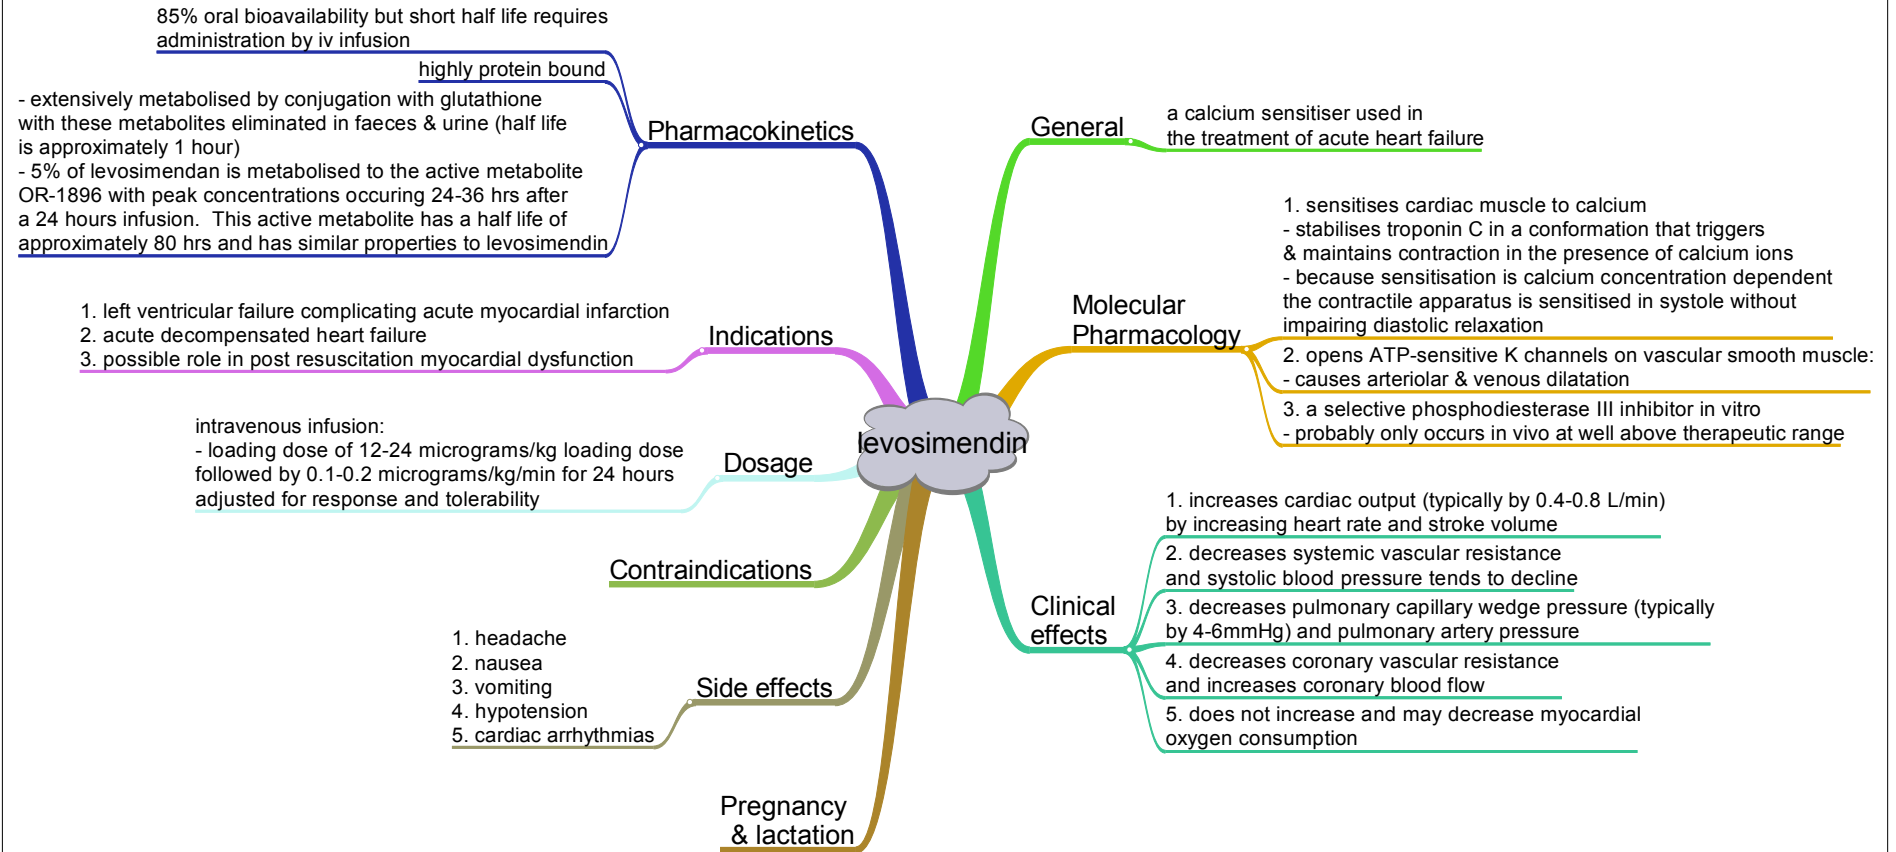 levosimendin
General
a calcium sensitiser used in
the treatment of acute heart failure
Molecular
Pharmacology
1. sensitises cardiac muscle to calcium
- stabilises troponin C in a conformation that triggers
& maintains contraction in the presence of calcium ions
- because sensitisation is calcium concentration dependent
the contractile apparatus is sensitised in systole without
impairing diastolic relaxation
2. opens ATP-sensitive K channels on vascular smooth muscle:
- causes arteriolar & venous dilatation
3. a selective phosphodiesterase III inhibitor in vitro
- probably only occurs in vivo at well above therapeutic range
Clinical
effects
1. increases cardiac output (typically by 0.4-0.8 L/min)
by increasing heart rate and stroke volume
2. decreases systemic vascular resistance
and systolic blood pressure tends to decline
3. decreases pulmonary capillary wedge pressure (typically
by 4-6mmHg) and pulmonary artery pressure
4. decreases coronary vascular resistance
and increases coronary blood flow
5. does not increase and may decrease myocardial
oxygen consumption
Pharmacokinetics
85% oral bioavailability but short half life requires
administration by iv infusion
highly protein bound
- extensively metabolised by conjugation with glutathione
with these metabolites eliminated in faeces & urine (half life
is approximately 1 hour)
- 5% of levosimendan is metabolised to the active metabolite
OR-1896 with peak concentrations occuring 24-36 hrs after
a 24 hours infusion.  This active metabolite has a half life of
approximately 80 hrs and has similar properties to levosimendin
Indications
1. left ventricular failure complicating acute myocardial infarction
2. acute decompensated heart failure
3. possible role in post resuscitation myocardial dysfunction
Dosage
intravenous infusion:
- loading dose of 12-24 micrograms/kg loading dose
followed by 0.1-0.2 micrograms/kg/min for 24 hours
adjusted for response and tolerability
Contraindications
Side effects
1. headache
2. nausea
3. vomiting
4. hypotension
5. cardiac arrhythmias
Pregnancy
& lactation